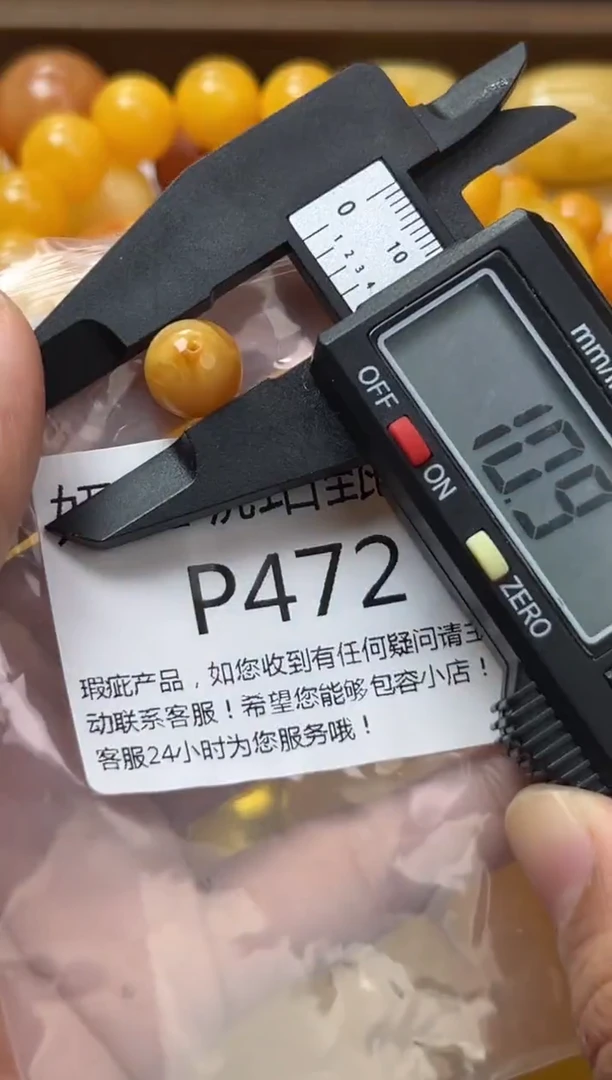 0
10
1 2 3 4
mm/
OFF
ON
10.9
ZERO
P472
瑕疵产品，如您收到有任何疑问请主
动联系客服！希望您能够包容小店！
客服24小时为您服务哦！